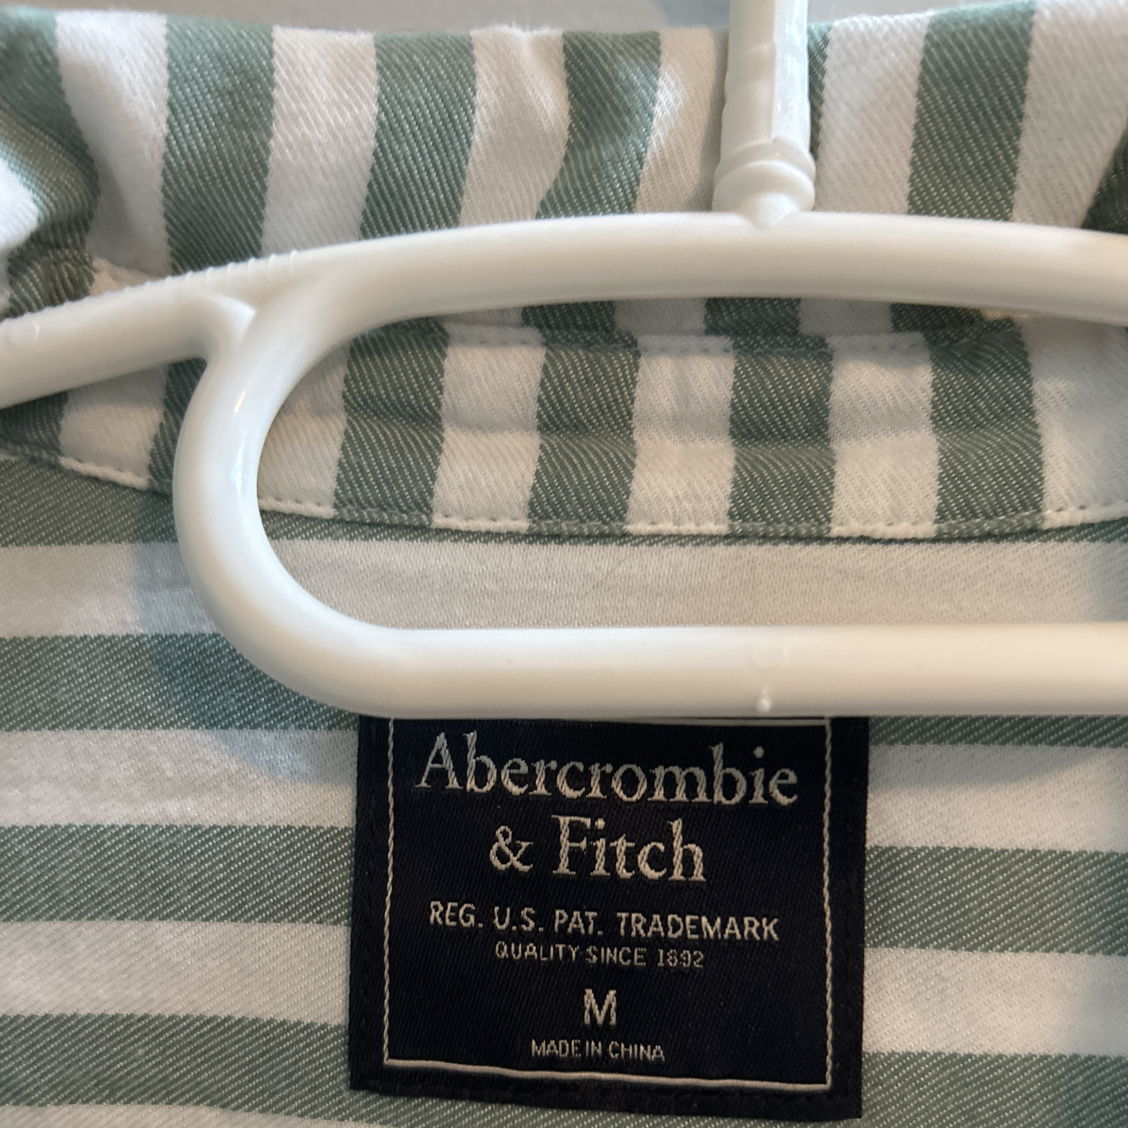 Abercrombie
& Fitch
REG. U.S. PAT. TRADEMARK
QUALITY SINCE 1892
M
MADE IN CHINA